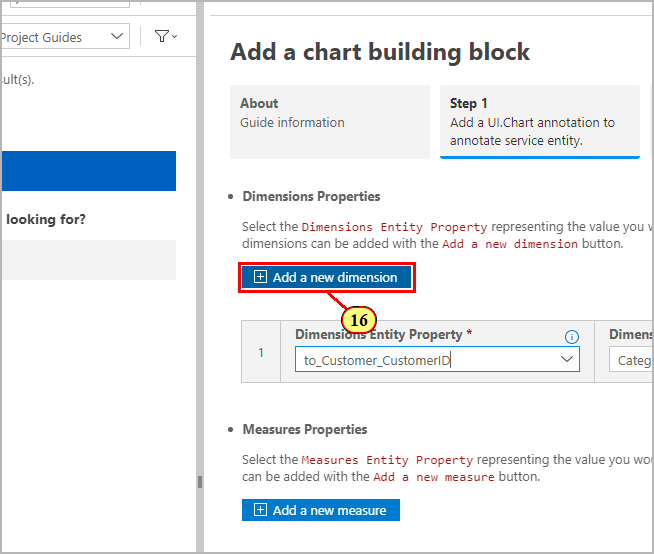 Project Guides
ult(s).
looking for?
Add a chart building block
About
Guide information
Step 1
Add a UI.Chart annotation to
annotate service entity.
Dimensions Properties
Select the Dimensions Entity Property representing the value you w
dimensions can be added with the Add a new dimension button.
Add a new dimension
16
Dimensions Entity Property *
Dimens
1
to_Customer_CustomerID
Categ
Measures Properties
Select the Measures Entity Property representing the value you wou
can be added with the Add a new measure button.
Add a new measure